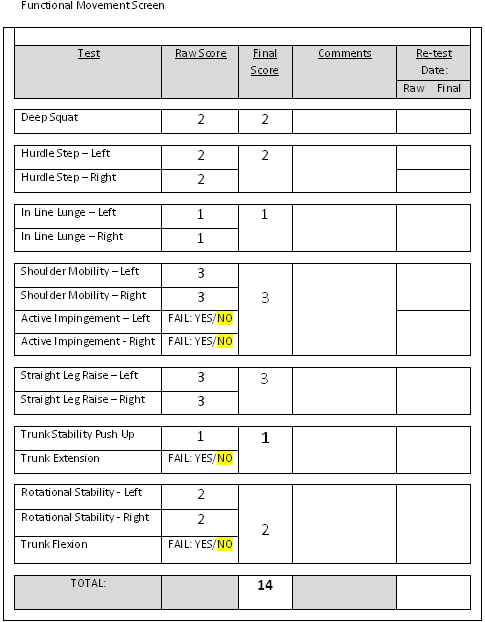 Functional Movement Screen
Test Raw Score Final Score Comments Re-test Date:
Raw Final
Deep Squat 2 2
Hurdle Step – Left 2 2
Hurdle Step – Right 2
In Line Lunge – Left 1 1
In Line Lunge – Right 1
Shoulder Mobility – Left 3
Shoulder Mobility – Right 3 3
Active Impingement – Left FAIL: YES/NO
Active Impingement - Right FAIL: YES/NO
Straight Leg Raise – Left 3 3
Straight Leg Raise – Right 3
Trunk Stability Push Up 1 1
Trunk Extension FAIL: YES/NO
Rotational Stability - Left 2
Rotational Stability - Right 2 2
Trunk Flexion FAIL: YES/NO
TOTAL: 14